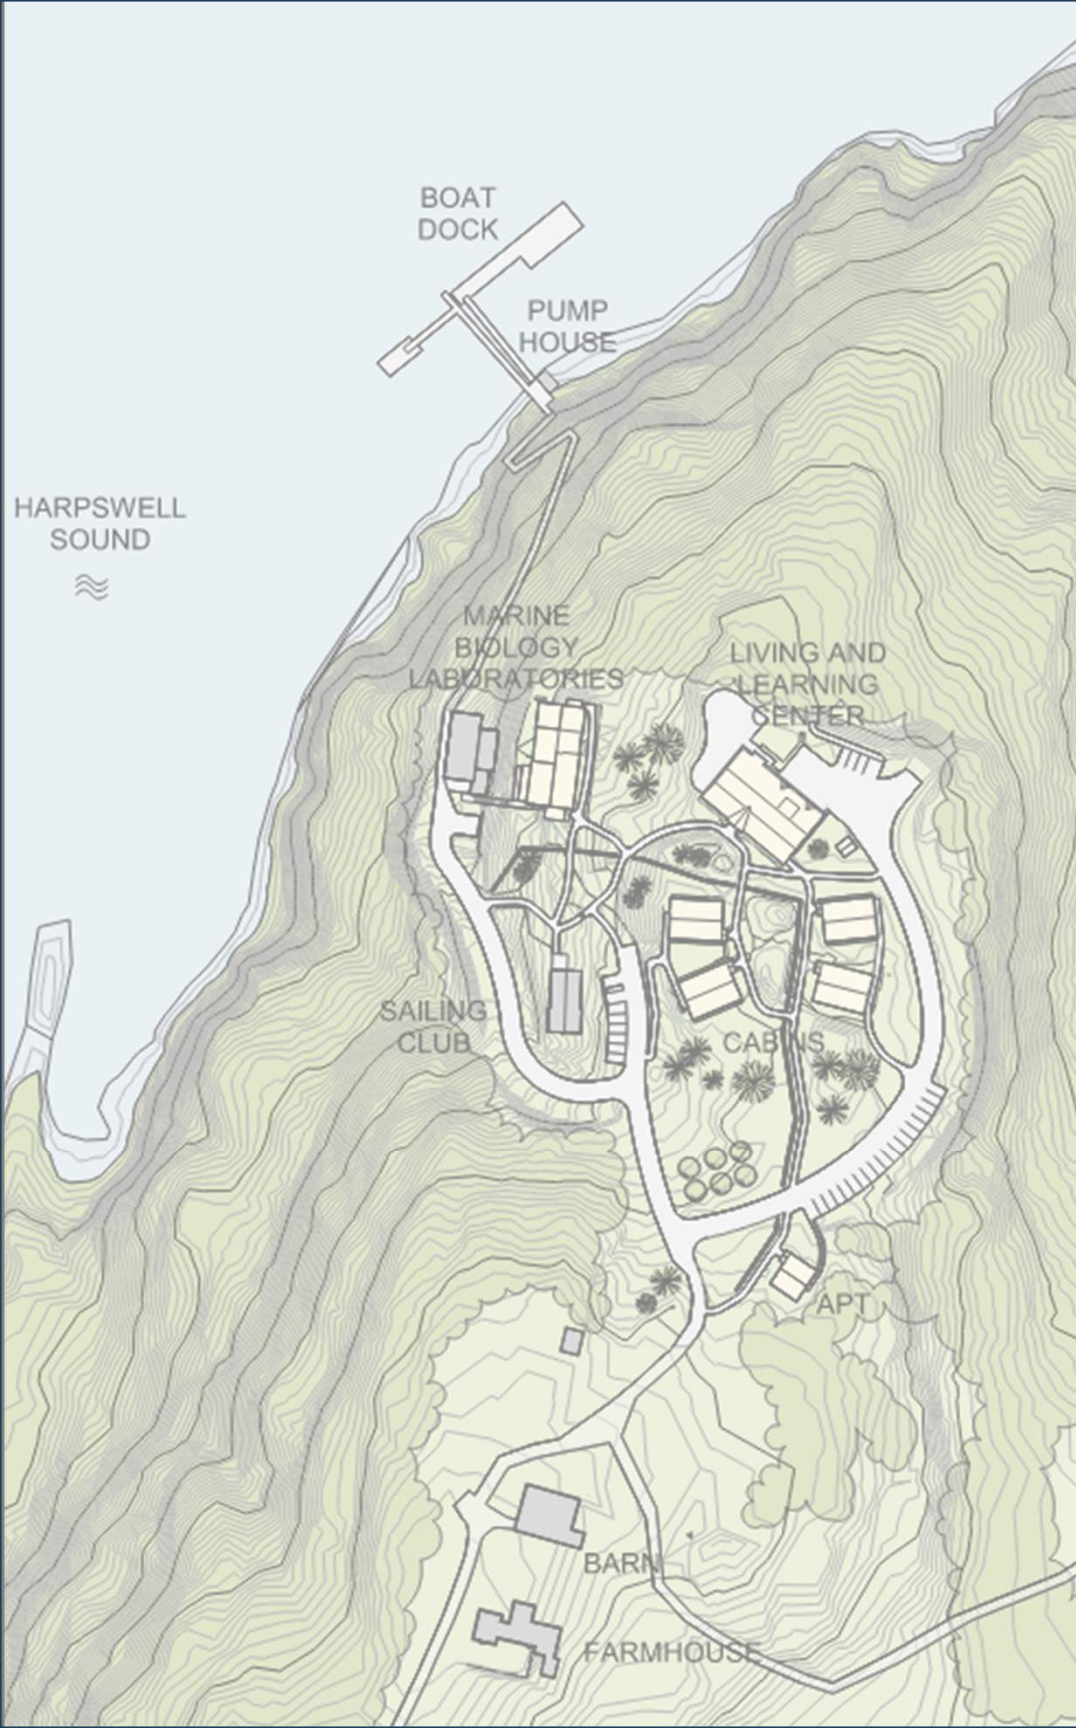 BOAT
DOCK
PUMP
HOUSE
HARPSWELL
SOUND
MARINE
BIOLOGY
LABORATORIES
LIVING AND
LEARNING
CENTER
SAILING
CLUB
CABINS
APT
BARN
FARMHOUSE